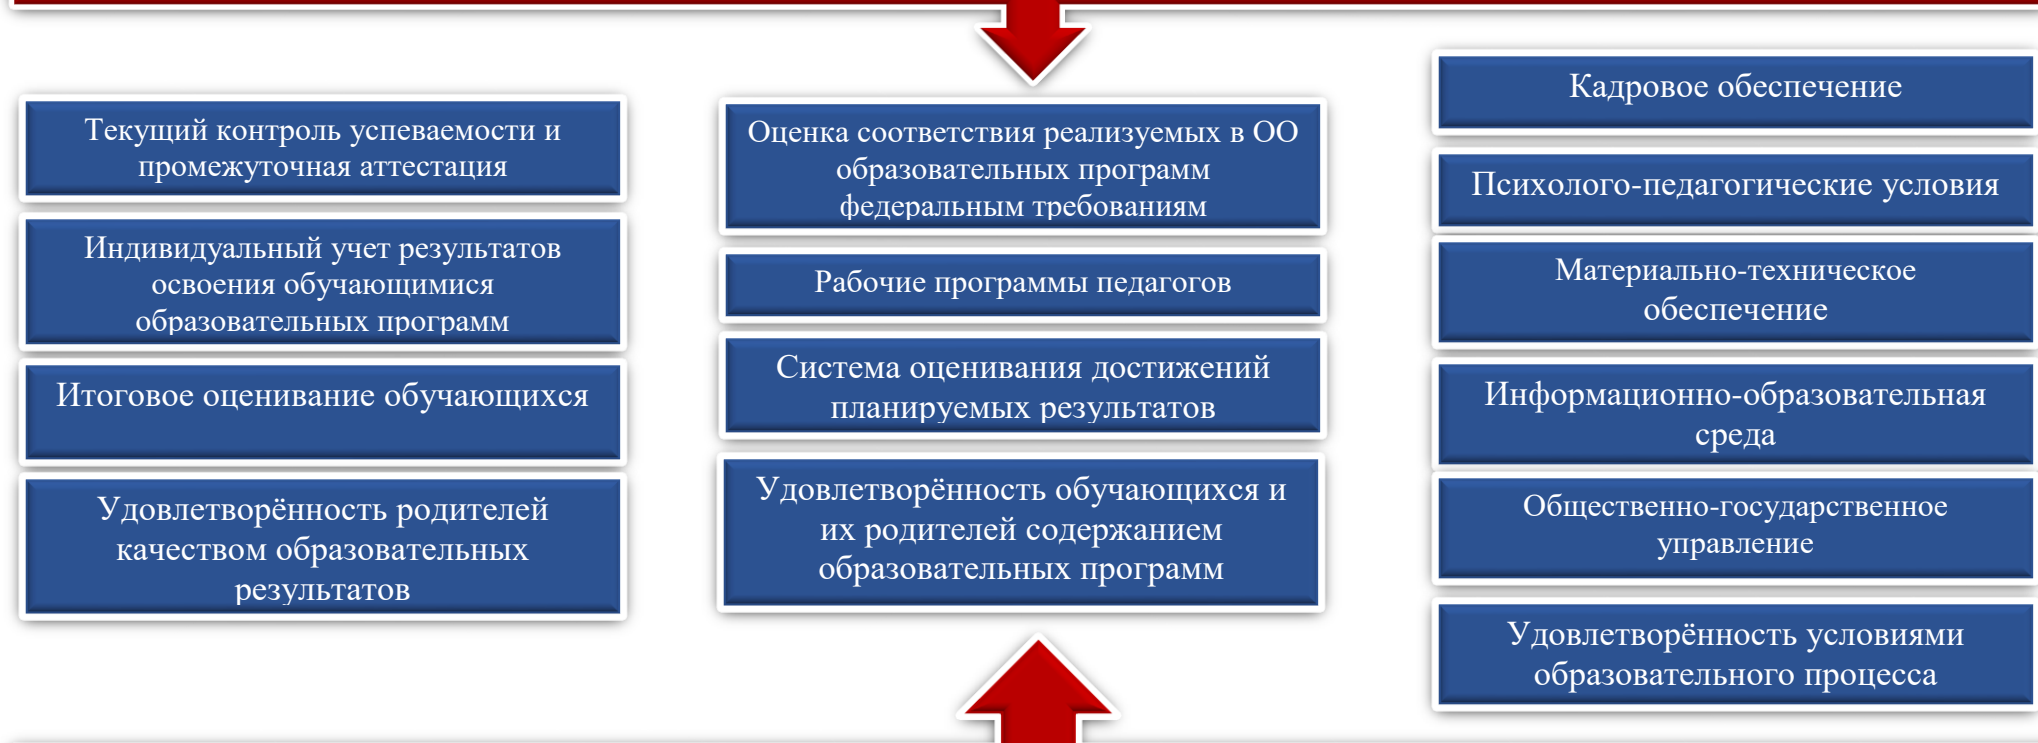 Текущий контроль успеваемости и
промежуточная аттестация
Индивидуальный учет результатов
освоения обучающимися
образовательных программ
Итоговое оценивание обучающихся
Удовлетворённость родителей
качеством образовательных
результатов
Оценка соответствия реализуемых в ОО
образовательных программ
федеральным требованиям
Рабочие программы педагогов
Система оценивания достижений
планируемых результатов
Удовлетворённость обучающихся и
их родителей содержанием
образовательных программ
Кадровое обеспечение
Психолого-педагогические условия
Материально-техническое
обеспечение
Информационно-образовательная
среда
Общественно-государственное
управление
Удовлетворённость условиями
образовательного процесса